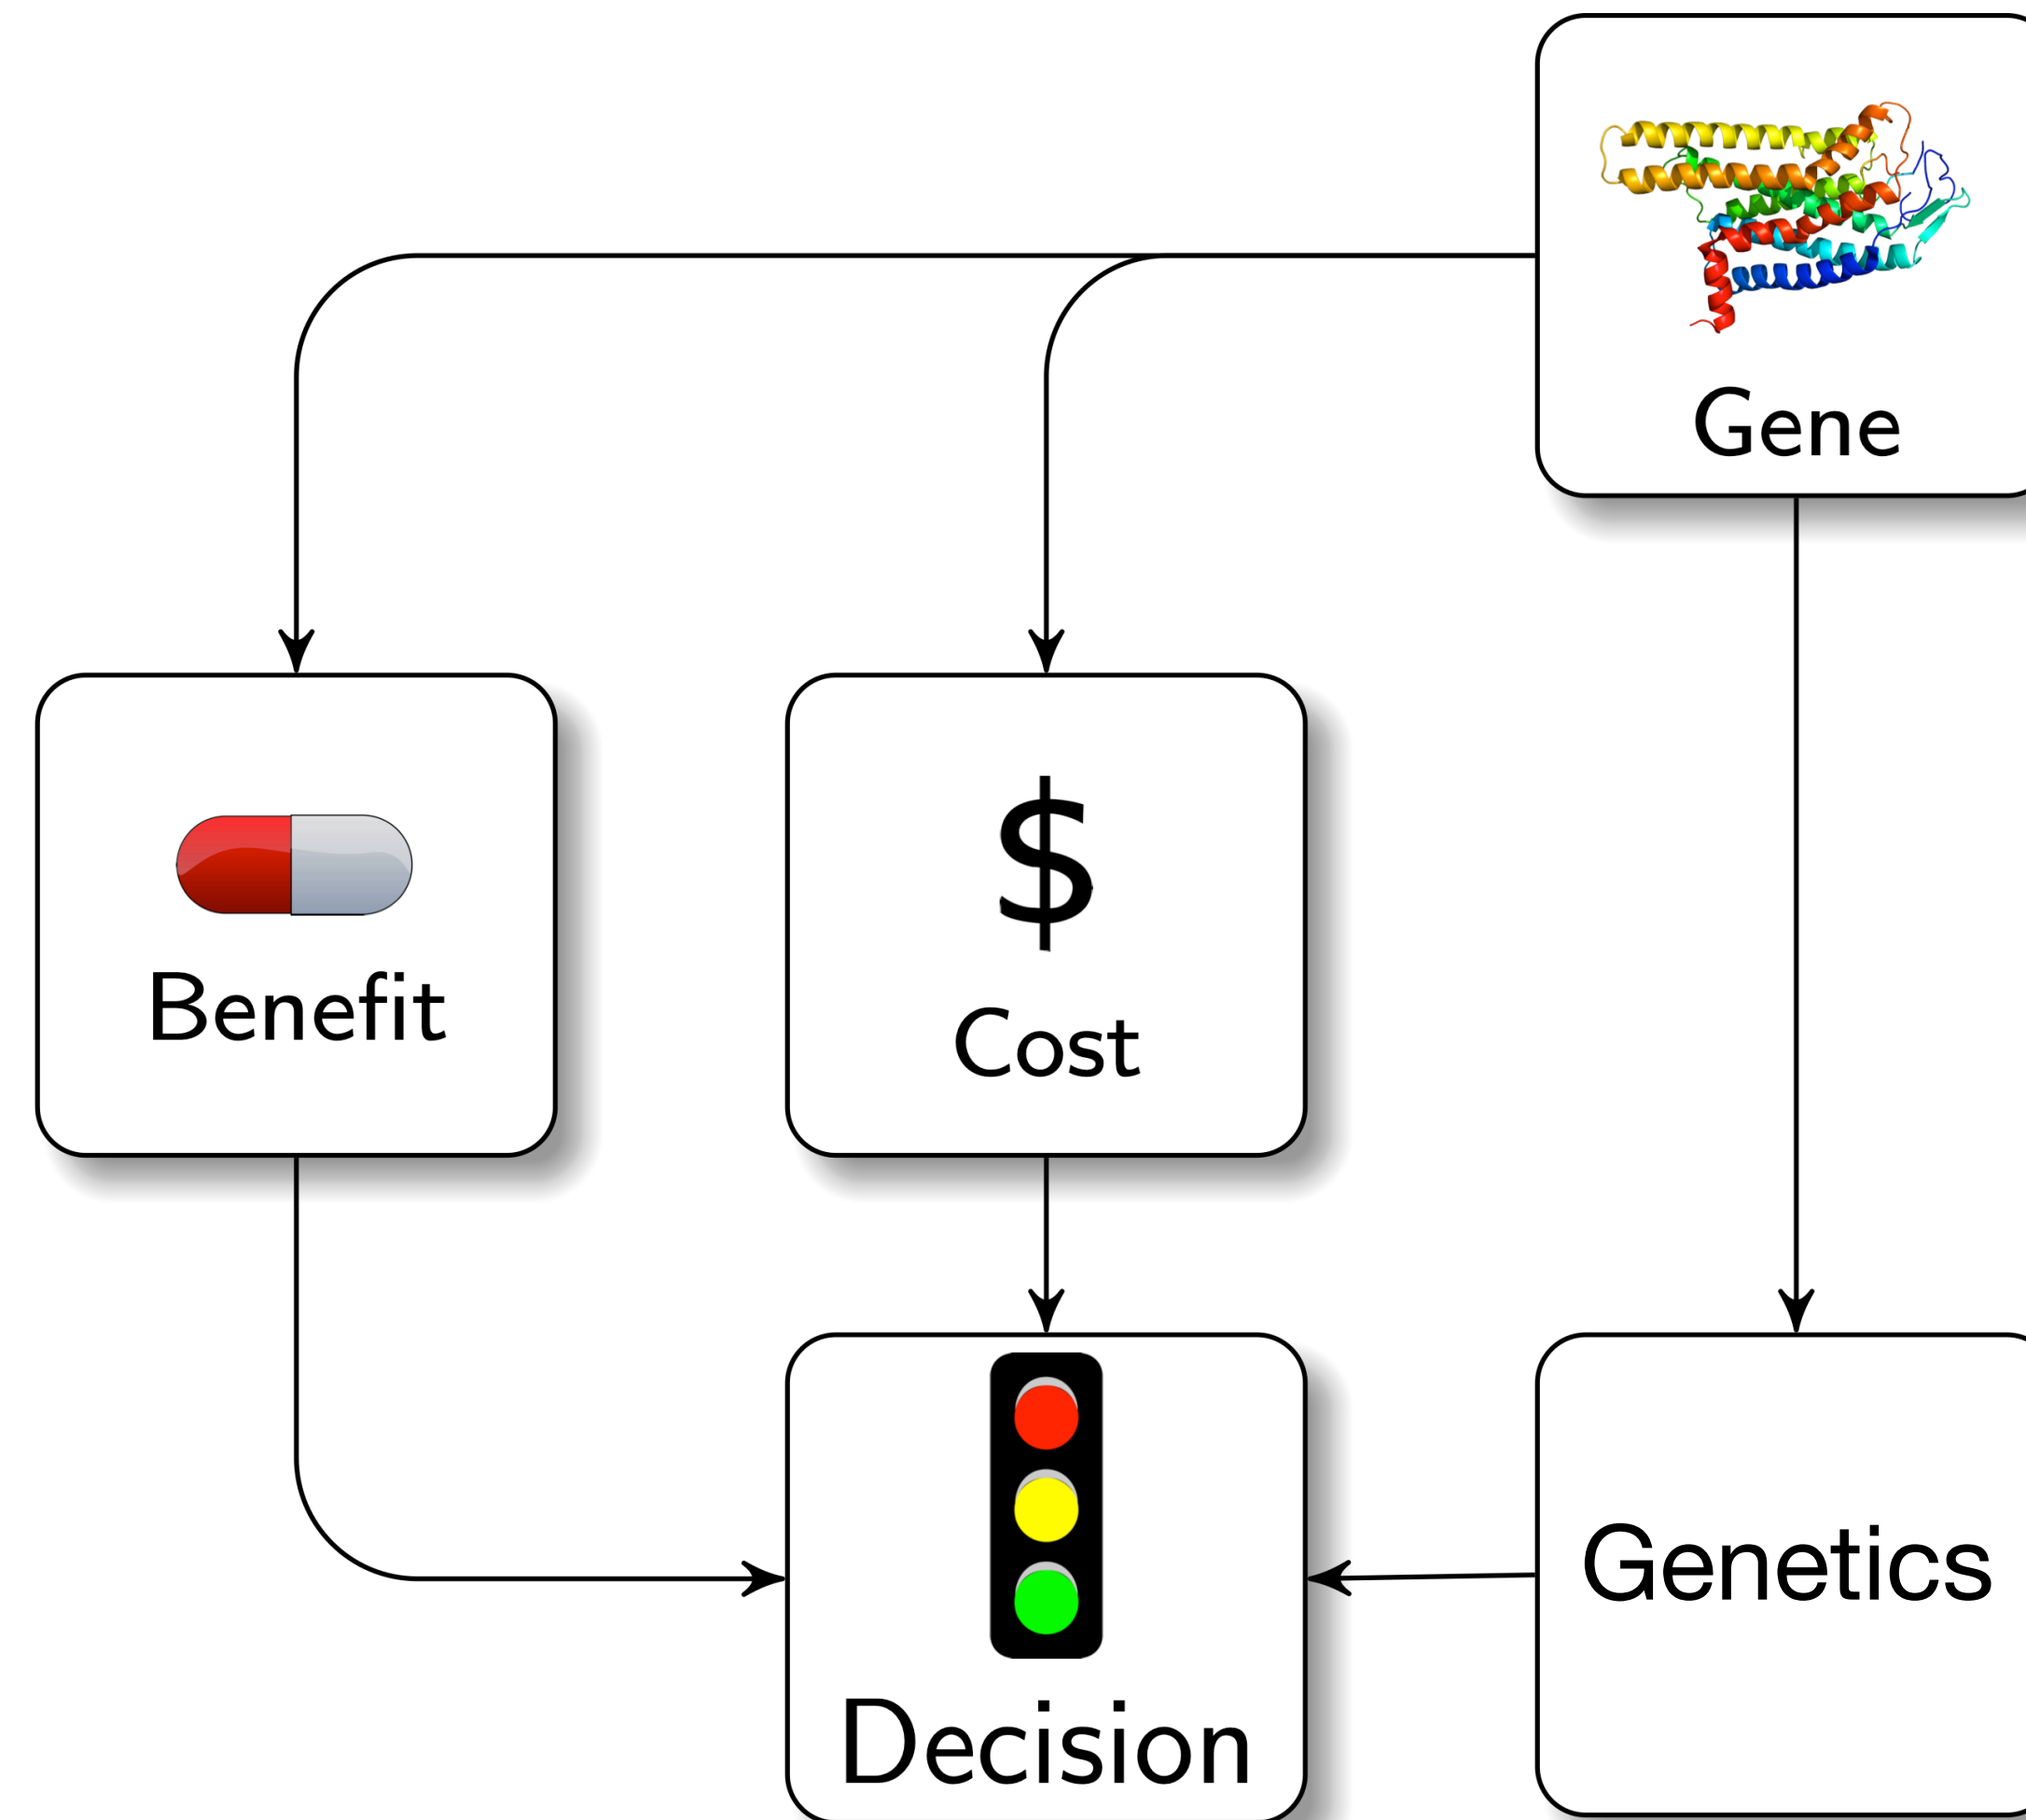 Gene
Benefit
$
Cost
Genetics
Decision